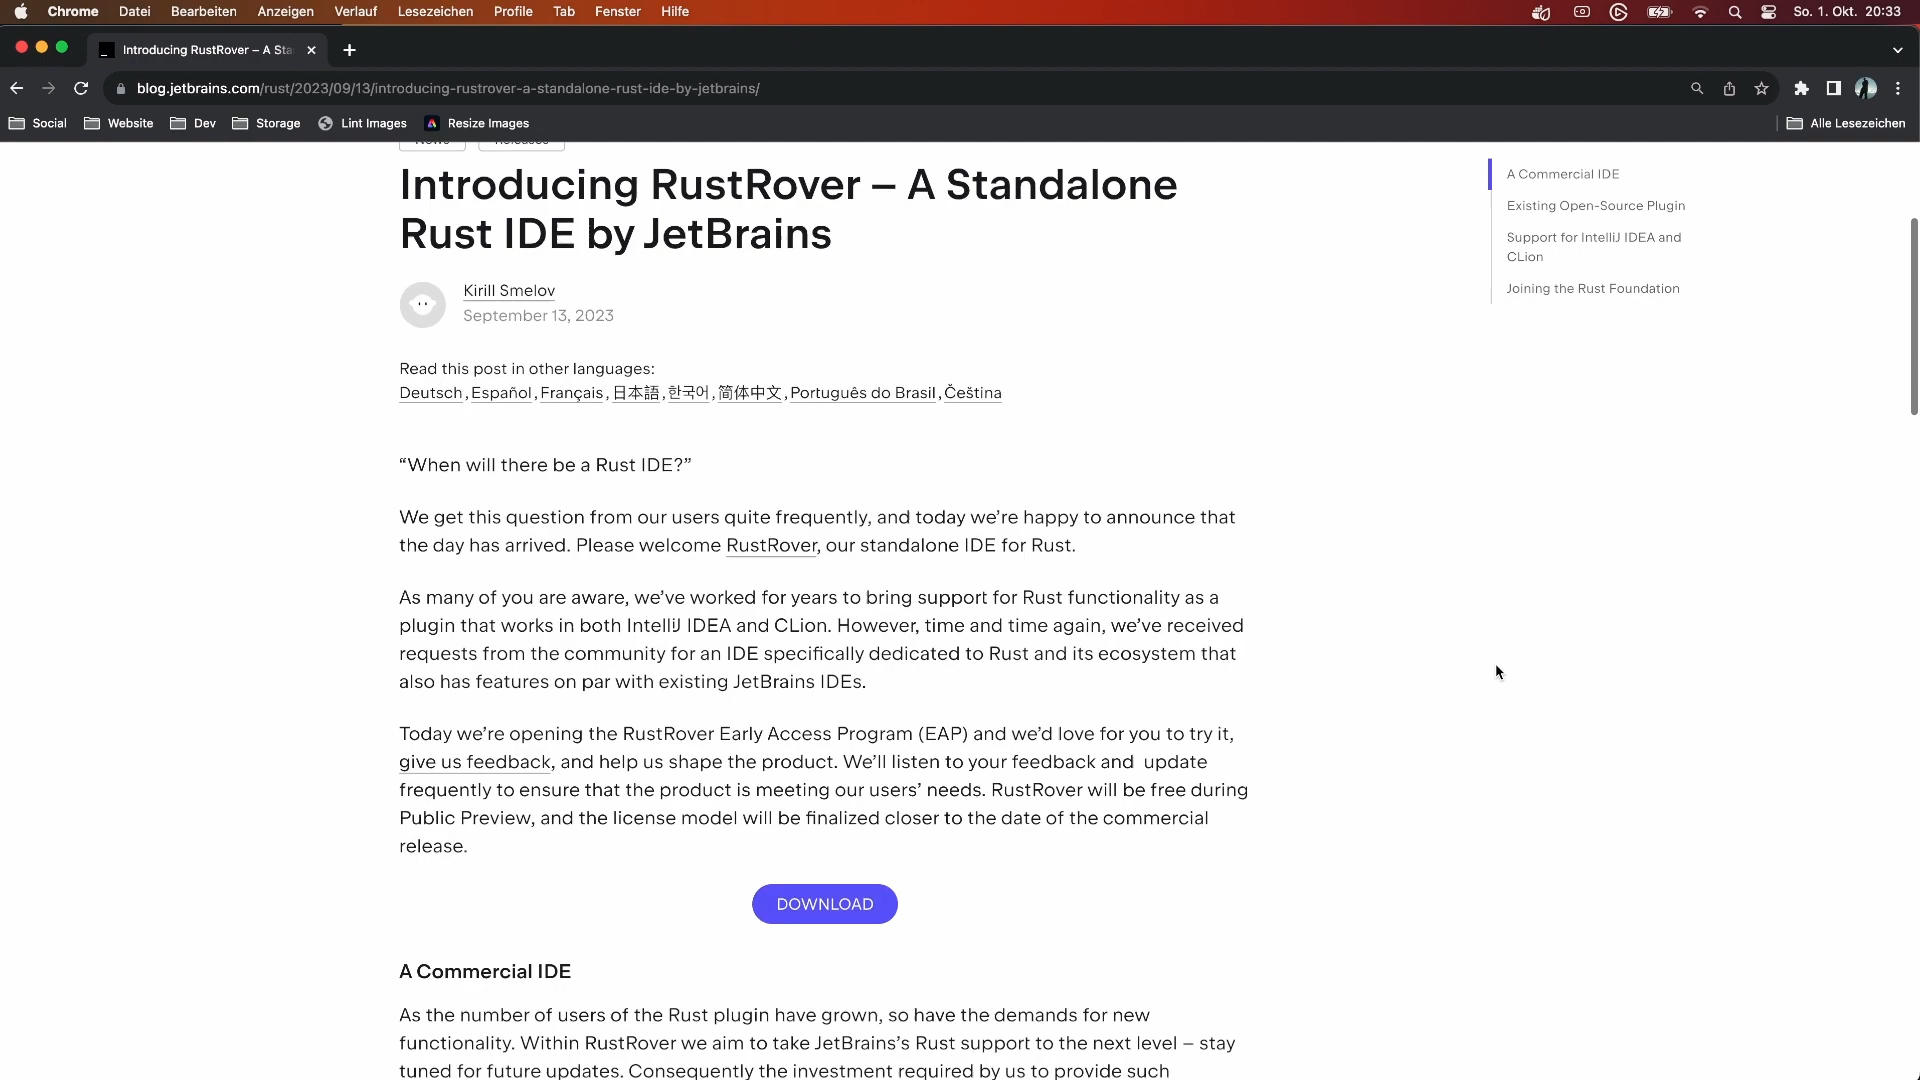 Chrome Datei Bearbeiten Anzeigen Verlauf Lesezeichen Profile Tab Fenster Hilfe So. 1. Okt. 20:33
Introducing RustRover – A Sta
blog.jetbrains.com/rust/2023/09/13/introducing-rustrover-a-standalone-rust-ide-by-jetbrains/
Social Website Dev Storage Lint Images Resize Images Alle Lesezeichen
News Releases
Introducing RustRover – A Standalone
Rust IDE by JetBrains
Kirill Smelov
September 13, 2023
Read this post in other languages:
Deutsch, Español, Français, 日本語, 한국어, 简体中文, Português do Brasil, Čeština
“When will there be a Rust IDE?”
We get this question from our users quite frequently, and today we’re happy to announce that
the day has arrived. Please welcome RustRover, our standalone IDE for Rust.
As many of you are aware, we’ve worked for years to bring support for Rust functionality as a
plugin that works in both IntelliJ IDEA and CLion. However, time and time again, we’ve received
requests from the community for an IDE specifically dedicated to Rust and its ecosystem that
also has features on par with existing JetBrains IDEs.
Today we’re opening the RustRover Early Access Program (EAP) and we’d love for you to try it,
give us feedback, and help us shape the product. We’ll listen to your feedback and update
frequently to ensure that the product is meeting our users’ needs. RustRover will be free during
Public Preview, and the license model will be finalized closer to the date of the commercial
release.
DOWNLOAD
A Commercial IDE
As the number of users of the Rust plugin have grown, so have the demands for new
functionality. Within RustRover we aim to take JetBrains’s Rust support to the next level – stay
tuned for future updates. Consequently the investment required by us to provide such
A Commercial IDE
Existing Open-Source Plugin
Support for IntelliJ IDEA and
CLion
Joining the Rust Foundation